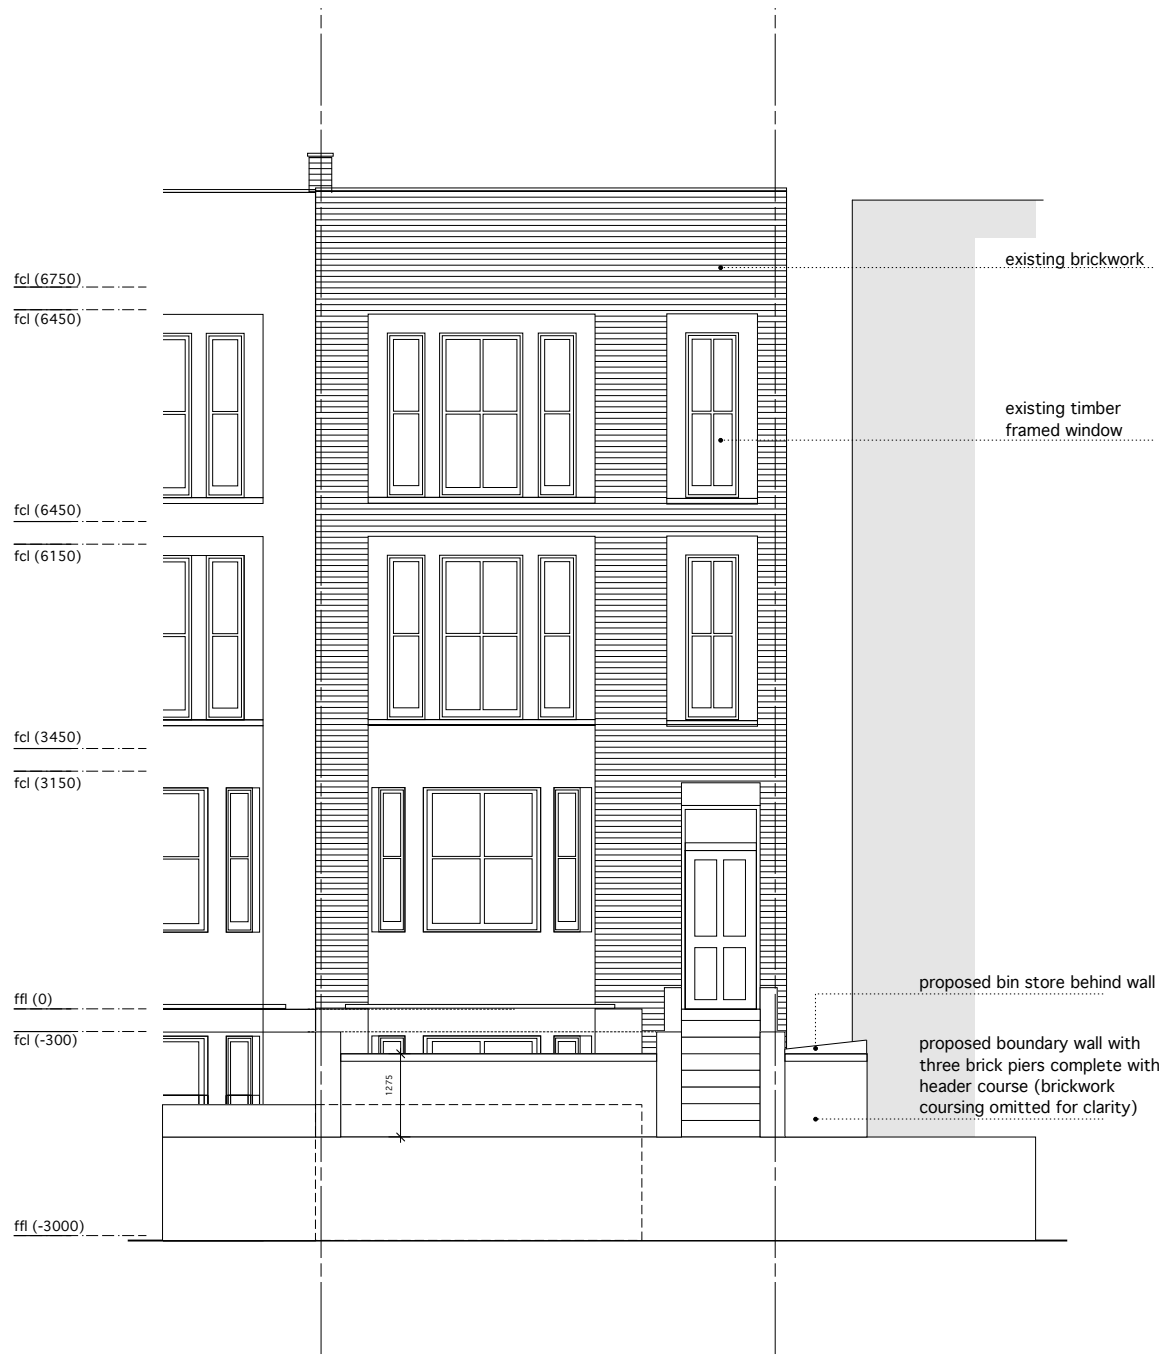 existing brickwork
fcl (6750)
fcl (6450)
existing timber
framed window
fcl (6450)
fcl (6150)
fcl (3450)
fcl (3150)
proposed bin store behind wall
ffl (0)
fcl (-300)
proposed boundary wall with
three brick piers complete with
header course (brickwork
coursing omitted for clarity)
1275
ffl (-3000)